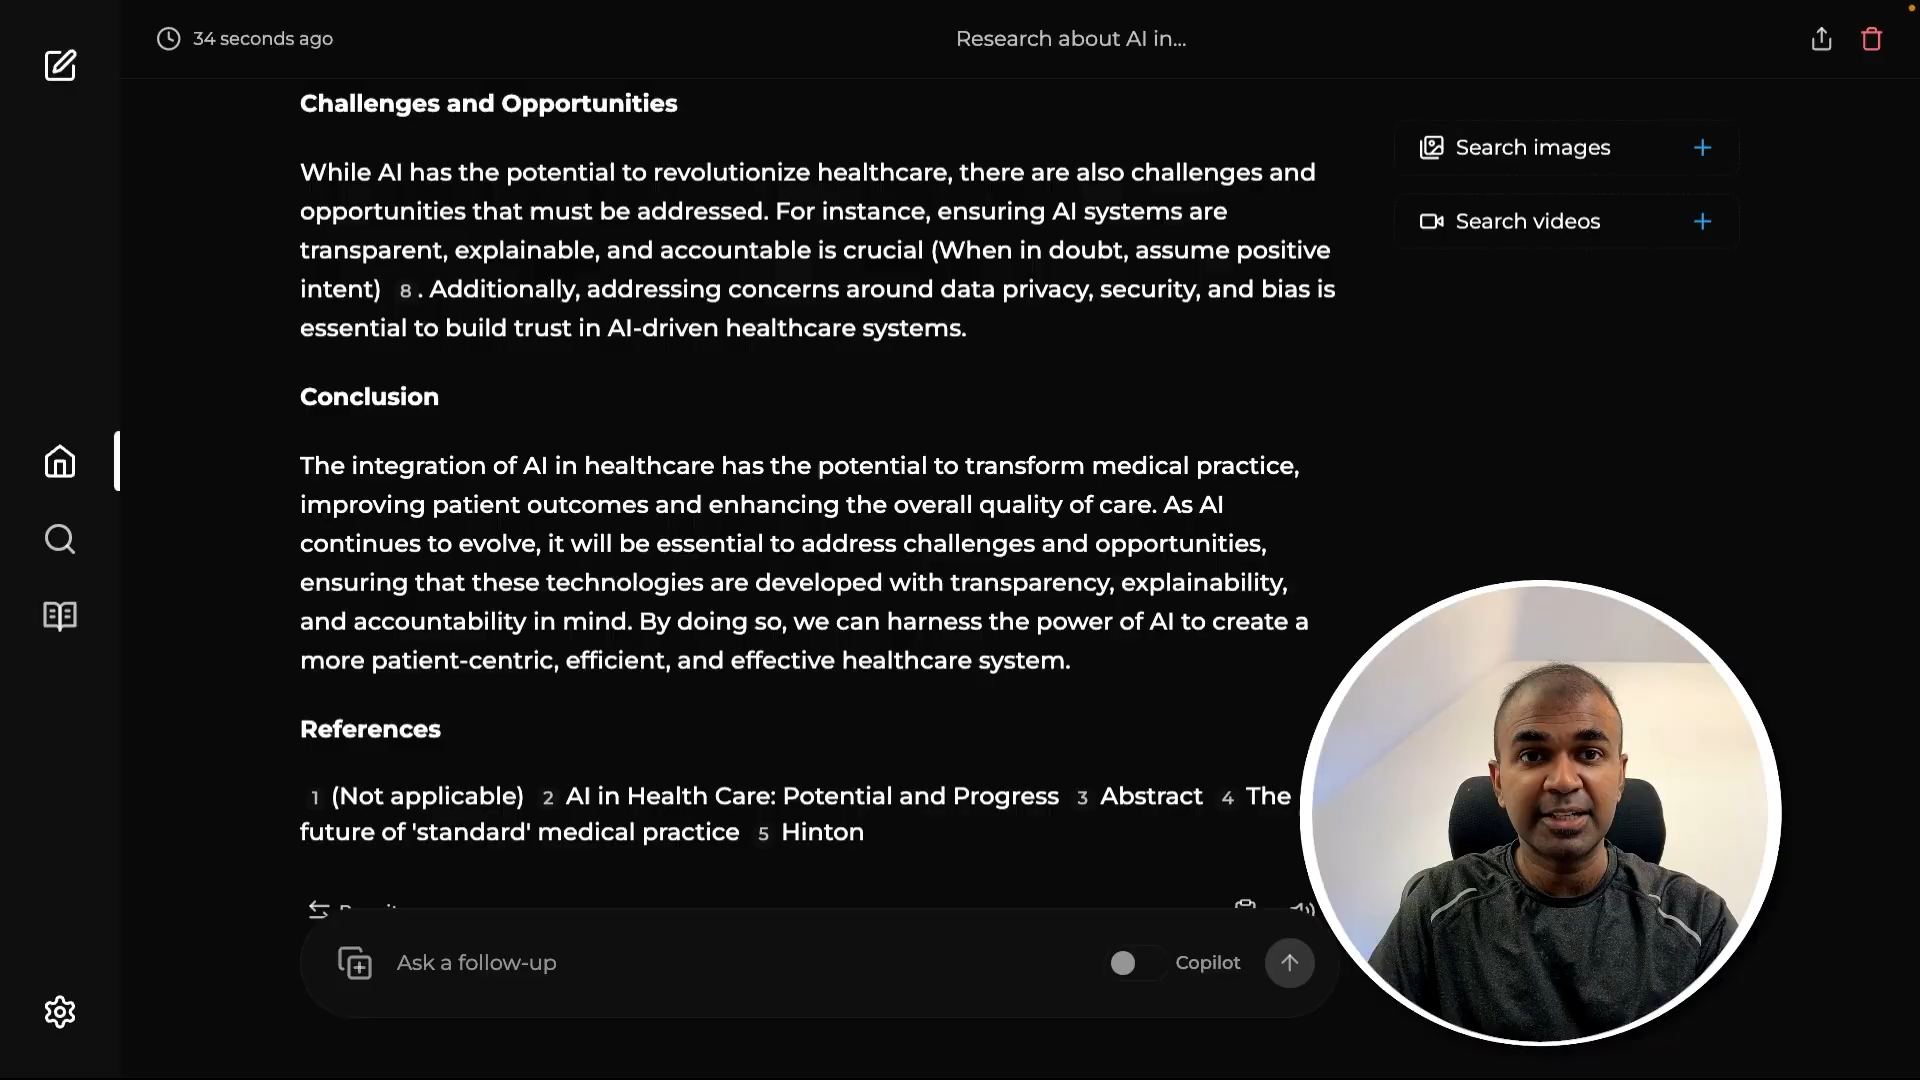 34 seconds ago
Research about AI in...
Challenges and Opportunities
While AI has the potential to revolutionize healthcare, there are also challenges and
opportunities that must be addressed. For instance, ensuring AI systems are
transparent, explainable, and accountable is crucial (When in doubt, assume positive
intent) 8 . Additionally, addressing concerns around data privacy, security, and bias is
essential to build trust in AI-driven healthcare systems.
Search images
Search videos
Conclusion
The integration of AI in healthcare has the potential to transform medical practice,
improving patient outcomes and enhancing the overall quality of care. As AI
continues to evolve, it will be essential to address challenges and opportunities,
ensuring that these technologies are developed with transparency, explainability,
and accountability in mind. By doing so, we can harness the power of AI to create a
more patient-centric, efficient, and effective healthcare system.
References
1 (Not applicable) 2 AI in Health Care: Potential and Progress 3 Abstract 4 The
future of 'standard' medical practice 5 Hinton
Ask a follow-up
Copilot